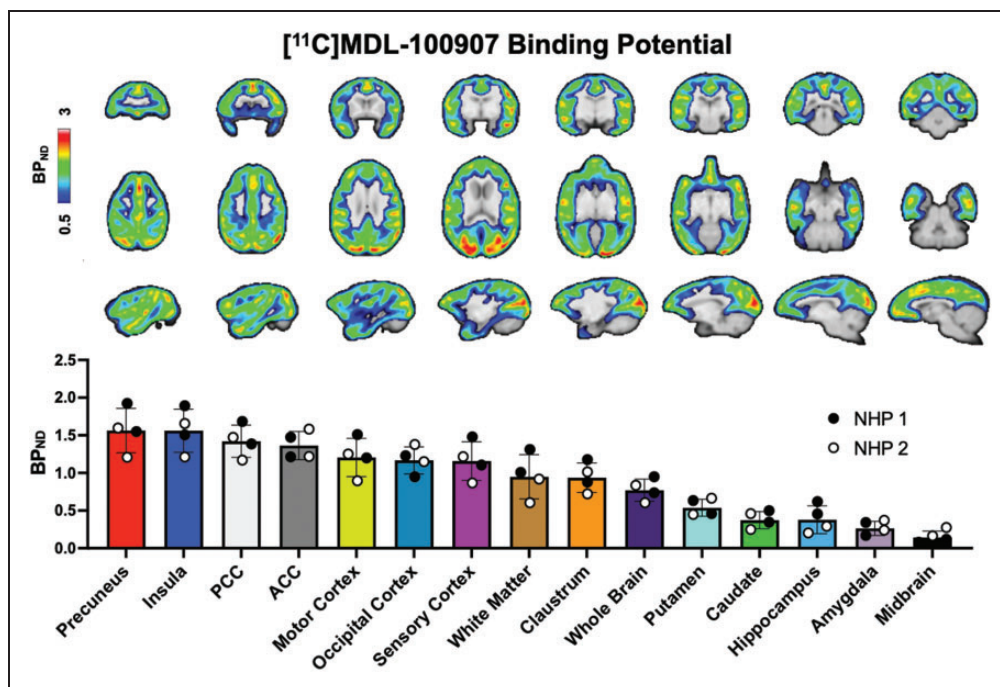 [¹¹C]MDL-100907 Binding Potential
3
BP_ND
0.5
2.5
2.0
1.5
1.0
0.5
0.0
BP_ND
NHP 1
NHP 2
Precuneus
Insula
PCC
ACC
Motor Cortex
Occipital Cortex
Sensory Cortex
White Matter
Claustrum
Whole Brain
Putamen
Caudate
Hippocampus
Amygdala
Midbrain